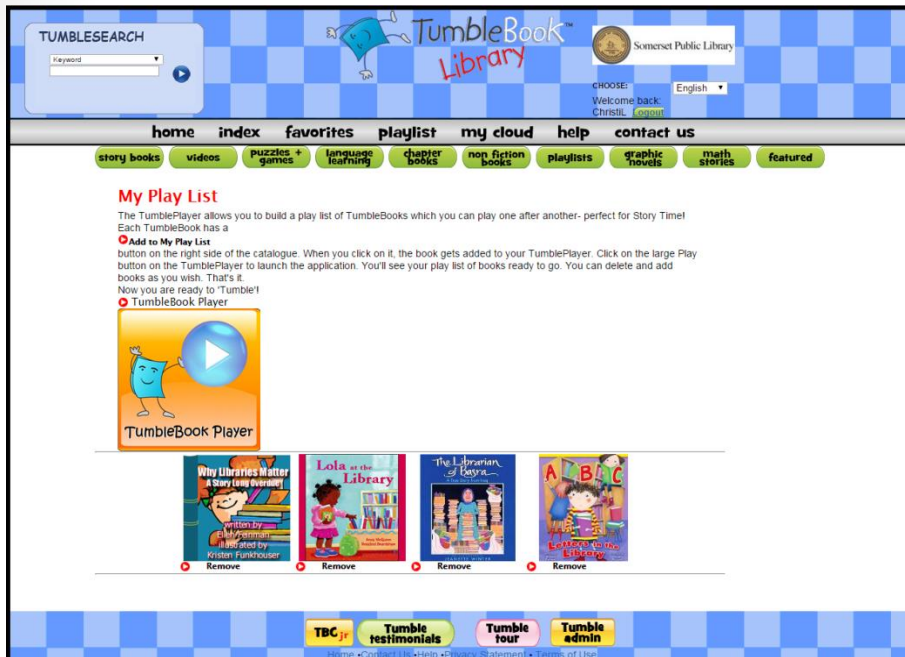 TUMBLESEARCH
Keyword
TumbleBook™
Library
Somerset Public Library
CHOOSE: English
Welcome back:
ChristiL Logout
home index favorites playlist my cloud help contact us
story books videos puzzles + games language learning chapter books non fiction books playlists graphic novels math stories featured
My Play List
The TumblePlayer allows you to build a play list of TumbleBooks which you can play one after another- perfect for Story Time!
Each TumbleBook has a
Add to My Play List
button on the right side of the catalogue. When you click on it, the book gets added to your TumblePlayer. Click on the large Play
button on the TumblePlayer to launch the application. You'll see your play list of books ready to go. You can delete and add
books as you wish. That's it.
Now you are ready to 'Tumble'!
TumbleBook Player
TumbleBook Player
Why Libraries Matter
A Story Long Overdue
written by
Ellen Feinman
illustrated by
Kristen Funkhouser
Lola at the
Library
The Librarian
of Basra
A True Story from Iraq
JEANETTE WINTER
A B C
Letters in the
Library
Remove Remove Remove Remove
TBC jr Tumble testimonials Tumble tour Tumble admin
Home •Contact Us •Help •Privacy Statement • Terms of Use